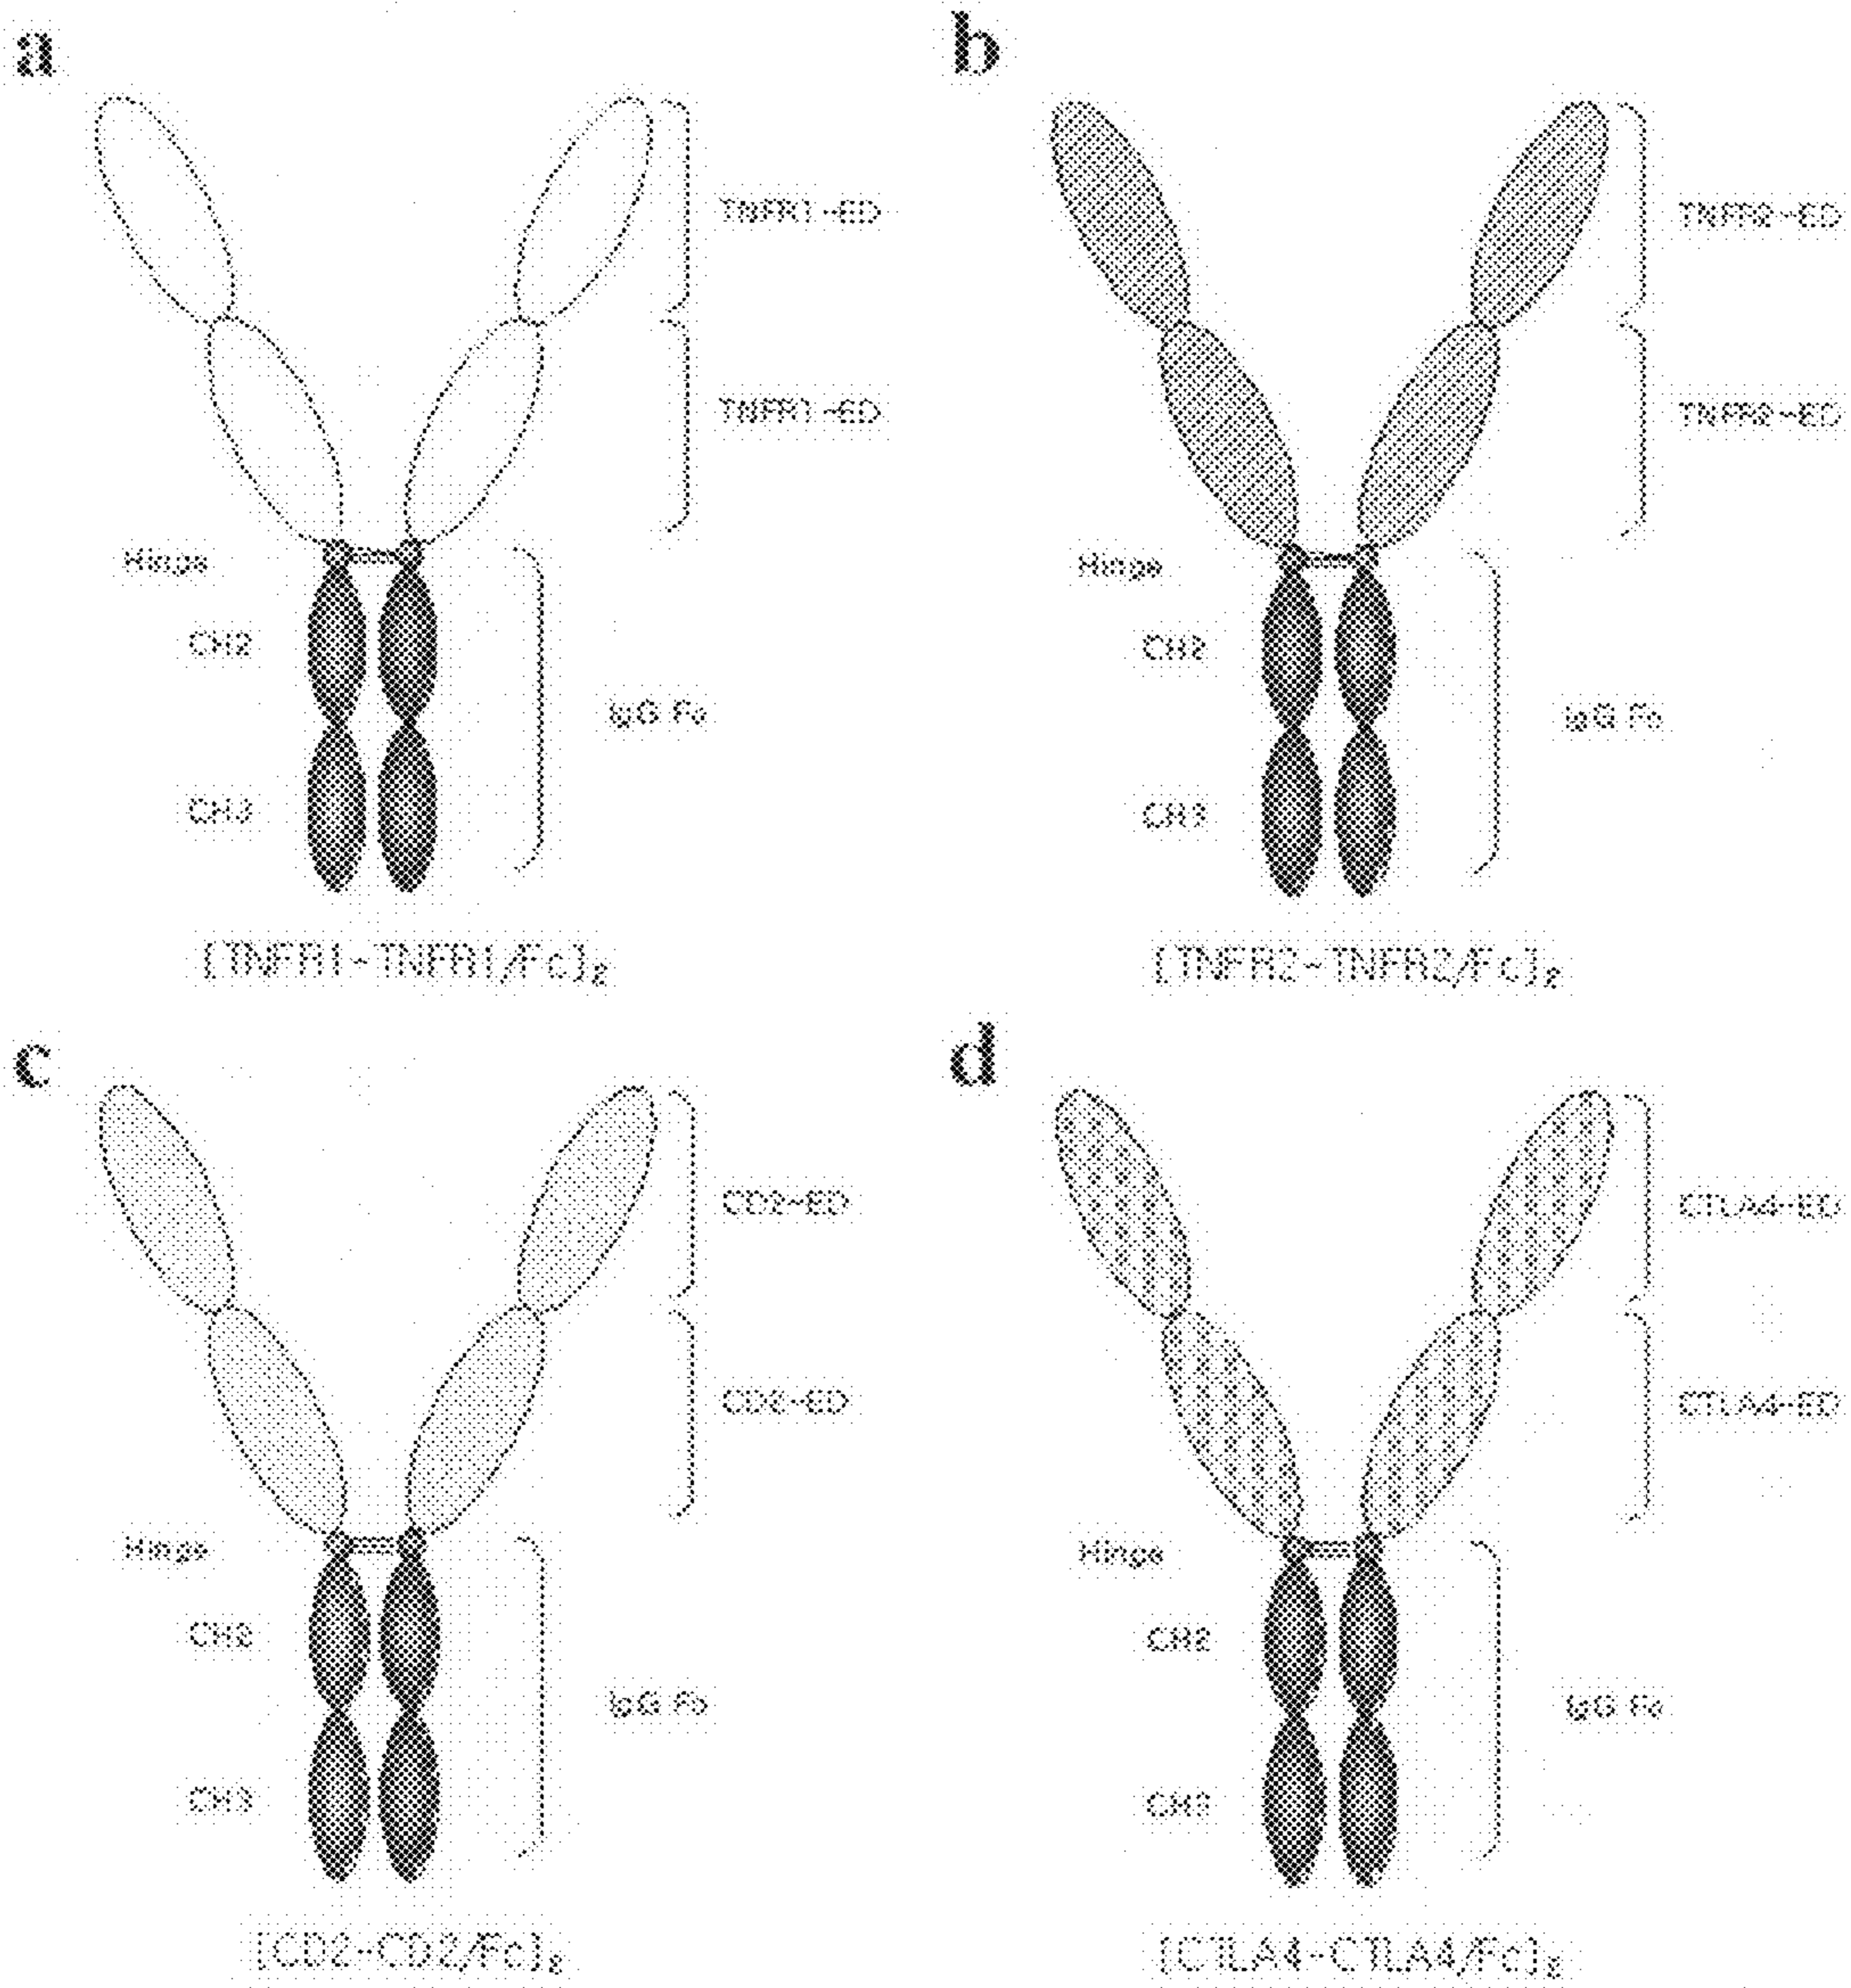 a
TNFR1-ED
TNFR1-ED
Hinge
CH2
IgG Fc
CH3
[TNFR1-TNFR1/Fc]2
b
TNFR2-ED
TNFR2-ED
Hinge
CH2
IgG Fc
CH3
[TNFR2-TNFR2/Fc]2
c
CD2-ED
CD2-ED
Hinge
CH2
IgG Fc
CH3
[CD2-CD2/Fc]2
d
CTLA4-ED
CTLA4-ED
Hinge
CH2
IgG Fc
CH3
[CTLA4-CTLA4/Fc]2